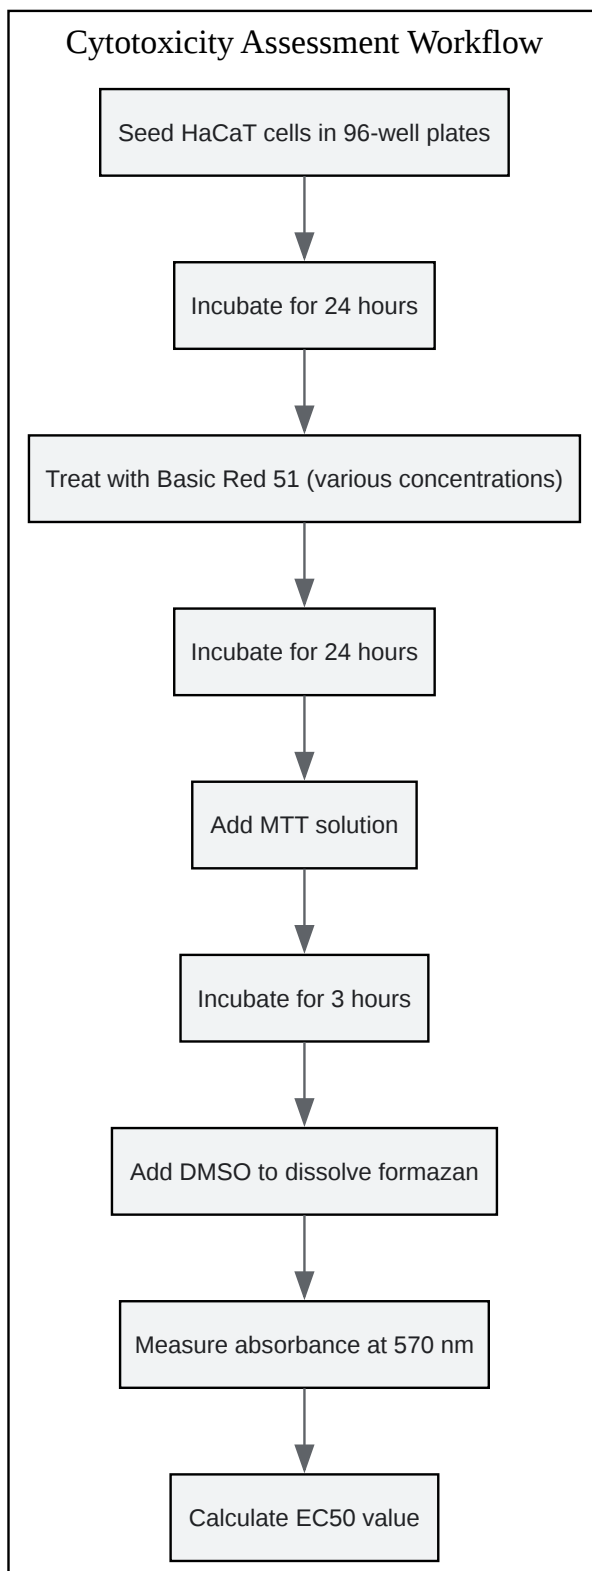 Cytotoxicity Assessment Workflow
Seed HaCaT cells in 96-well plates
Incubate for 24 hours
Treat with Basic Red 51 (various concentrations)
Incubate for 24 hours
Add MTT solution
Incubate for 3 hours
Add DMSO to dissolve formazan
Measure absorbance at 570 nm
Calculate EC50 value